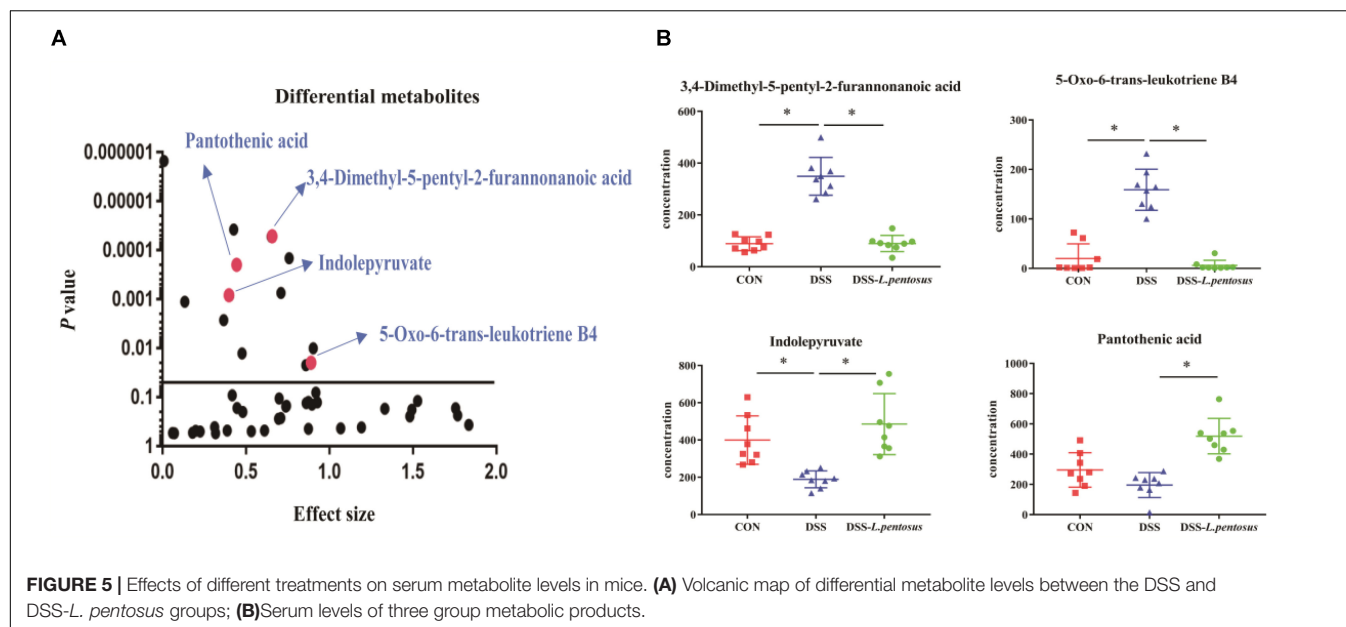 A
Differential metabolites
Pantothenic acid
3,4-Dimethyl-5-pentyl-2-furannonanoic acid
Indolepyruvate
5-Oxo-6-trans-leukotriene B4
P value
0.000001
0.00001
0.0001
0.001
0.01
0.1
1
0.0 0.5 1.0 1.5 2.0
Effect size
B
3,4-Dimethyl-5-pentyl-2-furannonanoic acid
concentration
600
400
200
0
* *
CON DSS DSS-L.pentosus
5-Oxo-6-trans-leukotriene B4
concentration
300
200
100
0
* *
CON DSS DSS-L.pentosus
Indolepyruvate
concentration
800
600
400
200
0
* *
CON DSS DSS-L.pentosus
Pantothenic acid
concentration
1000
800
600
400
200
0
*
CON DSS DSS-L.pentosus
FIGURE 5 | Effects of different treatments on serum metabolite levels in mice. (A) Volcanic map of differential metabolite levels between the DSS and
DSS-L. pentosus groups; (B)Serum levels of three group metabolic products.